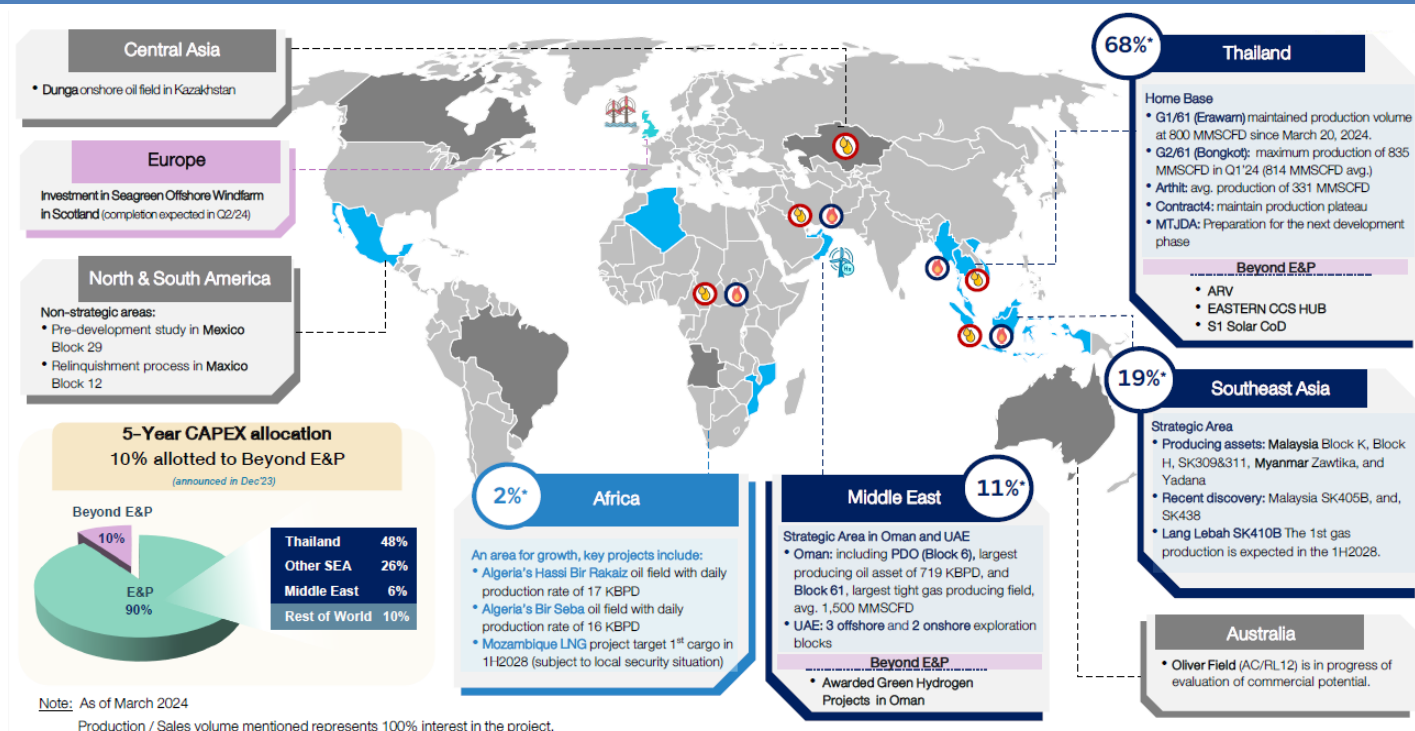 Central Asia
• Dunga onshore oil field in Kazakhstan
Europe
Investment in Seagreen Offshore Windfarm
in Scotland (completion expected in Q2/24)
North & South America
Non-strategic areas:
• Pre-development study in Mexico
Block 29
• Relinquishment process in Maxico
Block 12
5-Year CAPEX allocation
10% allotted to Beyond E&P
(announced in Dec'23)
Beyond E&P
10%
E&P
90%
Thailand 48%
Other SEA 26%
Middle East 6%
Rest of World 10%
2%*
Africa
An area for growth, key projects include:
• Algeria's Hassi Bir Rakaiz oil field with daily
production rate of 17 KBPD
• Algeria's Bir Seba oil field with daily
production rate of 16 KBPD
• Mozambique LNG project target 1st cargo in
1H2028 (subject to local security situation)
Middle East
11%*
Strategic Area in Oman and UAE
• Oman: including PDO (Block 6), largest
producing oil asset of 719 KBPD, and
Block 61, largest tight gas producing field,
avg. 1,500 MMSCFD
• UAE: 3 offshore and 2 onshore exploration
blocks
Beyond E&P
• Awarded Green Hydrogen
Projects in Oman
H2
68%*
Thailand
Home Base
• G1/61 (Erawarn) maintained production volume
at 800 MMSCFD since March 20, 2024.
• G2/61 (Bongkot): maximum production of 835
MMSCFD in Q1'24 (814 MMSCFD avg.)
• Arthit: avg. production of 331 MMSCFD
• Contract4: maintain production plateau
• MTJDA: Preparation for the next development
phase
Beyond E&P
• ARV
• EASTERN CCS HUB
• S1 Solar CoD
19%*
Southeast Asia
Strategic Area
• Producing assets: Malaysia Block K, Block
H, SK309&311, Myanmar Zawtika, and
Yadana
• Recent discovery: Malaysia SK405B, and,
SK438
• Lang Lebah SK410B The 1st gas
production is expected in the 1H2028.
Australia
• Oliver Field (AC/RL12) is in progress of
evaluation of commercial potential.
Note: As of March 2024
Production / Sales volume mentioned represents 100% interest in the project.